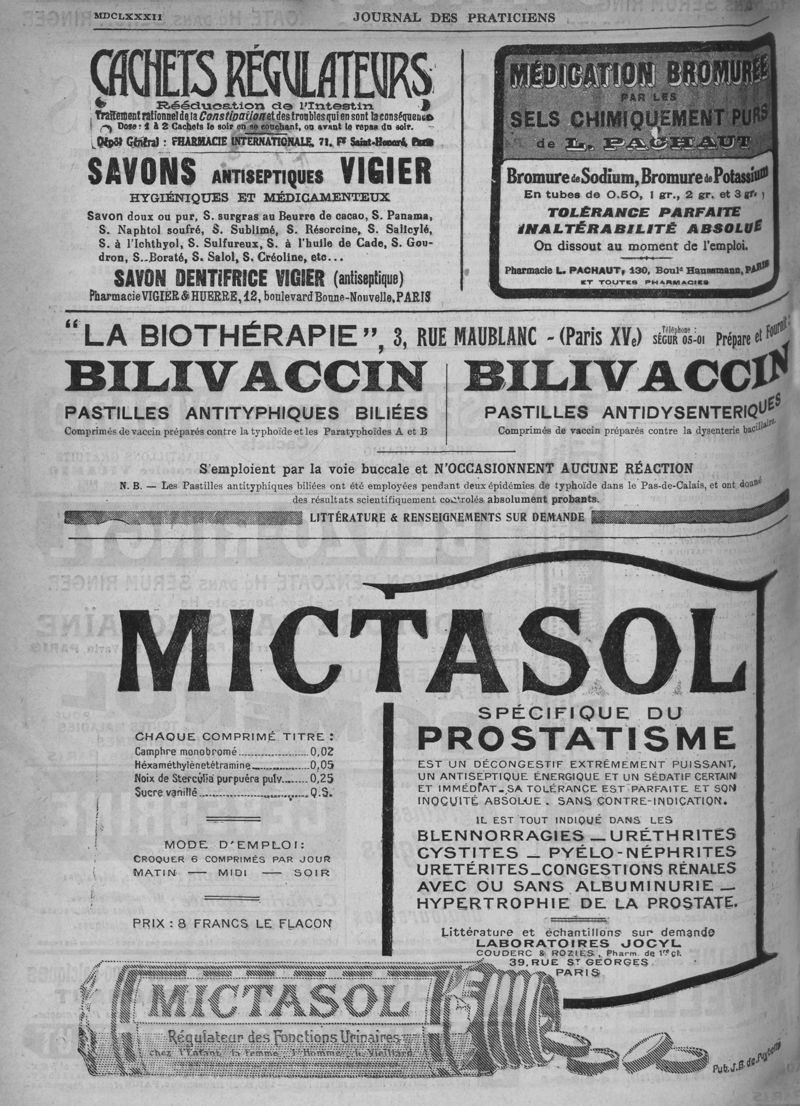 MDCLXXXII
JOURNAL DES PRATICIENS
CACHETS RÉGULATEURS
Rééducation de l'Intestin
Traitement rationnel de la Constipation et des troubles qui en sont la conséquence
Dose : 1 à 2 Cachets le soir en se couchant, ou avant le repas du soir.
Dépôt Général : PHARMACIE INTERNATIONALE, 71, Fg Saint-Honoré, Paris
SAVONS ANTISEPTIQUES VIGIER
HYGIÉNIQUES ET MÉDICAMENTEUX
Savon doux ou pur, S. surgras au Beurre de cacao, S. Panama,
S. Naphtol soufré, S. Sublimé, S. Résorcine, S. Salicylé,
S. à l'Ichthyol, S. Sulfureux, S. à l'huile de Cade, S. Gou-
dron, S. Boraté, S. Salol, S. Créoline, etc...
SAVON DENTIFRICE VIGIER (antiseptique)
Pharmacie VIGIER & HUERRE, 12, boulevard Bonne-Nouvelle, PARIS
MÉDICATION BROMURÉE
PAR LES
SELS CHIMIQUEMENT PURS
de L. PACHAUT
Bromure de Sodium, Bromure de Potassium
En tubes de 0.50, 1 gr., 2 gr. et 3 gr.
TOLÉRANCE PARFAITE
INALTÉRABILITÉ ABSOLUE
On dissout au moment de l'emploi.
Pharmacie L. PACHAUT, 130, Boulᵈ Haussmann, PARIS
ET TOUTES PHARMACIES
"LA BIOTHÉRAPIE", 3, RUE MAUBLANC - (Paris XVe) Téléphone : SÉGUR 05-01 Prépare et Fournit :
BILIVACCIN
PASTILLES ANTITYPHIQUES BILIÉES
Comprimés de vaccin préparés contre la typhoïde et les Paratyphoïdes A et B
BILIVACCIN
PASTILLES ANTIDYSENTERIQUES
Comprimés de vaccin préparés contre la dysenterie bacillaire.
S'emploient par la voie buccale et N'OCCASIONNENT AUCUNE RÉACTION
N. B. — Les Pastilles antityphiques biliées ont été employées pendant deux épidémies de typhoïde dans le Pas-de-Calais, et ont donné
des résultats scientifiquement contrôlés absolument probants.
LITTÉRATURE & RENSEIGNEMENTS SUR DEMANDE
MICTASOL
CHAQUE COMPRIMÉ TITRE :
Camphre monobromé...................0,02
Héxaméthylènetétramine..............0,05
Noix de Sterculia purpuéra pulv.......0,25
Sucre vanillé..........................Q.S.
MODE D'EMPLOI :
CROQUER 6 COMPRIMÉS PAR JOUR
MATIN — MIDI — SOIR
PRIX : 8 FRANCS LE FLACON
SPÉCIFIQUE DU
PROSTATISME
EST UN DÉCONGESTIF EXTRÉMEMENT PUISSANT,
UN ANTISEPTIQUE ÉNERGIQUE ET UN SÉDATIF CERTAIN
ET IMMÉDIAT_SA TOLÉRANCE EST PARFAITE ET SON
INOCUITÉ ABSOLUE. SANS CONTRE-INDICATION.
IL EST TOUT INDIQUÉ DANS LES
BLENNORRAGIES _ URÉTHRITES
CYSTITES _ PYÉLO-NÉPHRITES
URETÉRITES_CONGESTIONS RÉNALES
AVEC OU SANS ALBUMINURIE _
HYPERTROPHIE DE LA PROSTATE.
Littérature et échantillons sur demande
LABORATOIRES JOCYL
COUDERC & ROZIES, Pharm. de 1re cl.
39, RUE ST GEORGES
PARIS
MICTASOL
Régulateur des Fonctions Urinaires
chez l'Enfant, la femme, l'Homme, le Vieillard
Pub. J.B. de